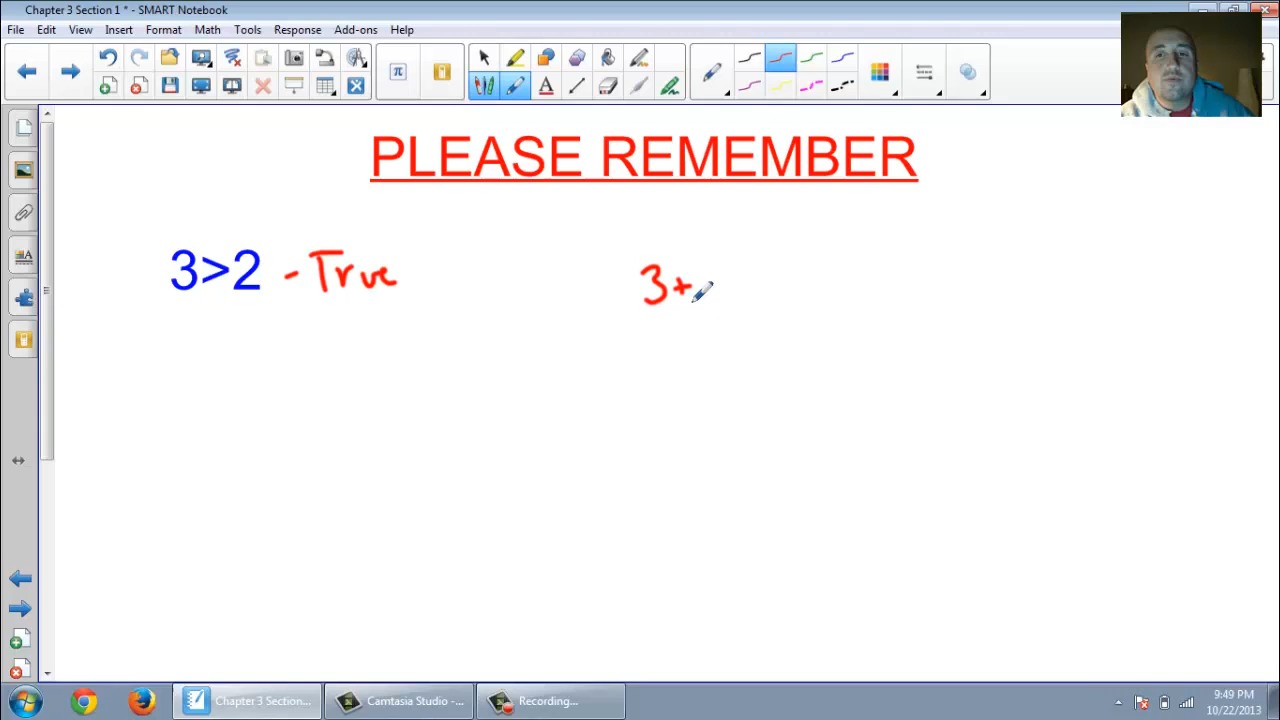 Chapter 3 Section 1 * - SMART Notebook
File Edit View Insert Format Math Tools Response Add-ons Help
π
A
PLEASE REMEMBER
3>2 - True 3+
Chapter 3 Section... Camtasia Studio - ... Recording...
9:49 PM
10/22/2013